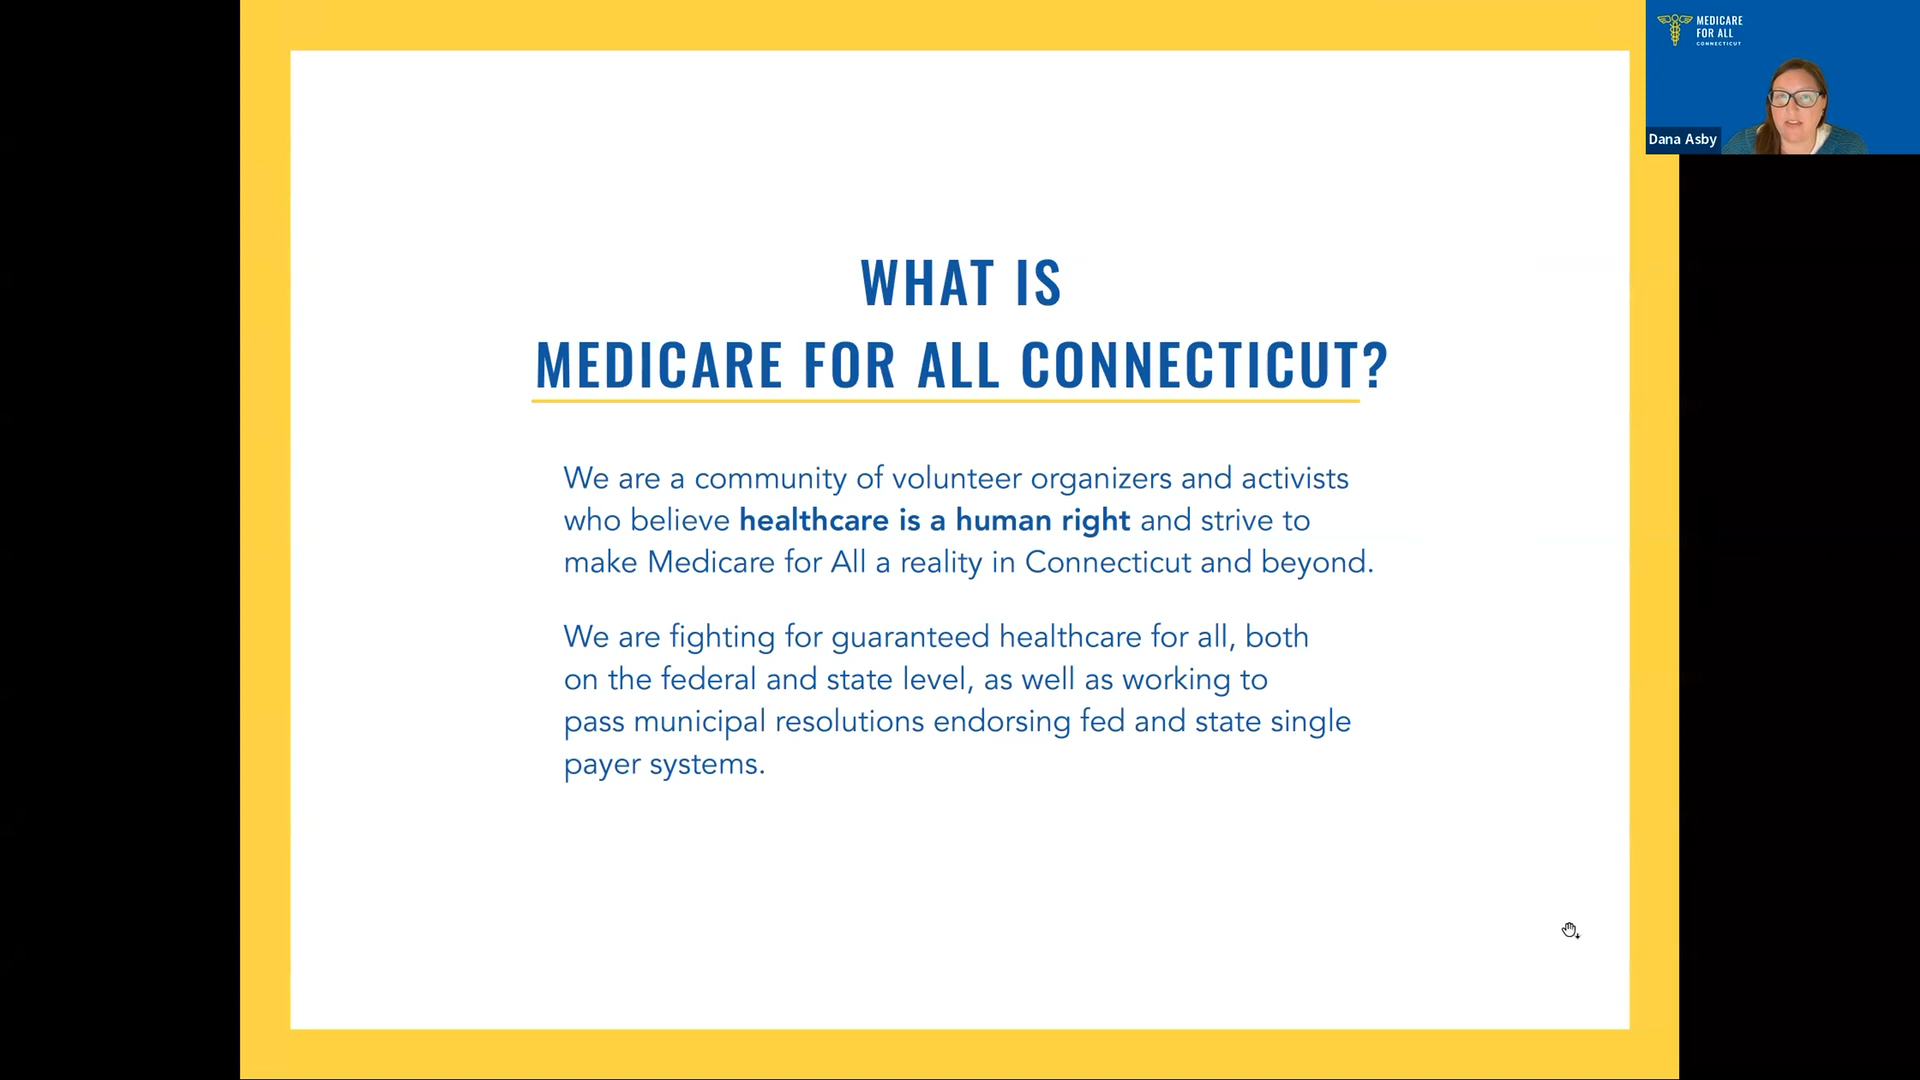 MEDICARE
FOR ALL
CONNECTICUT
Dana Asby
WHAT IS
MEDICARE FOR ALL CONNECTICUT?
We are a community of volunteer organizers and activists
who believe healthcare is a human right and strive to
make Medicare for All a reality in Connecticut and beyond.
We are fighting for guaranteed healthcare for all, both
on the federal and state level, as well as working to
pass municipal resolutions endorsing fed and state single
payer systems.